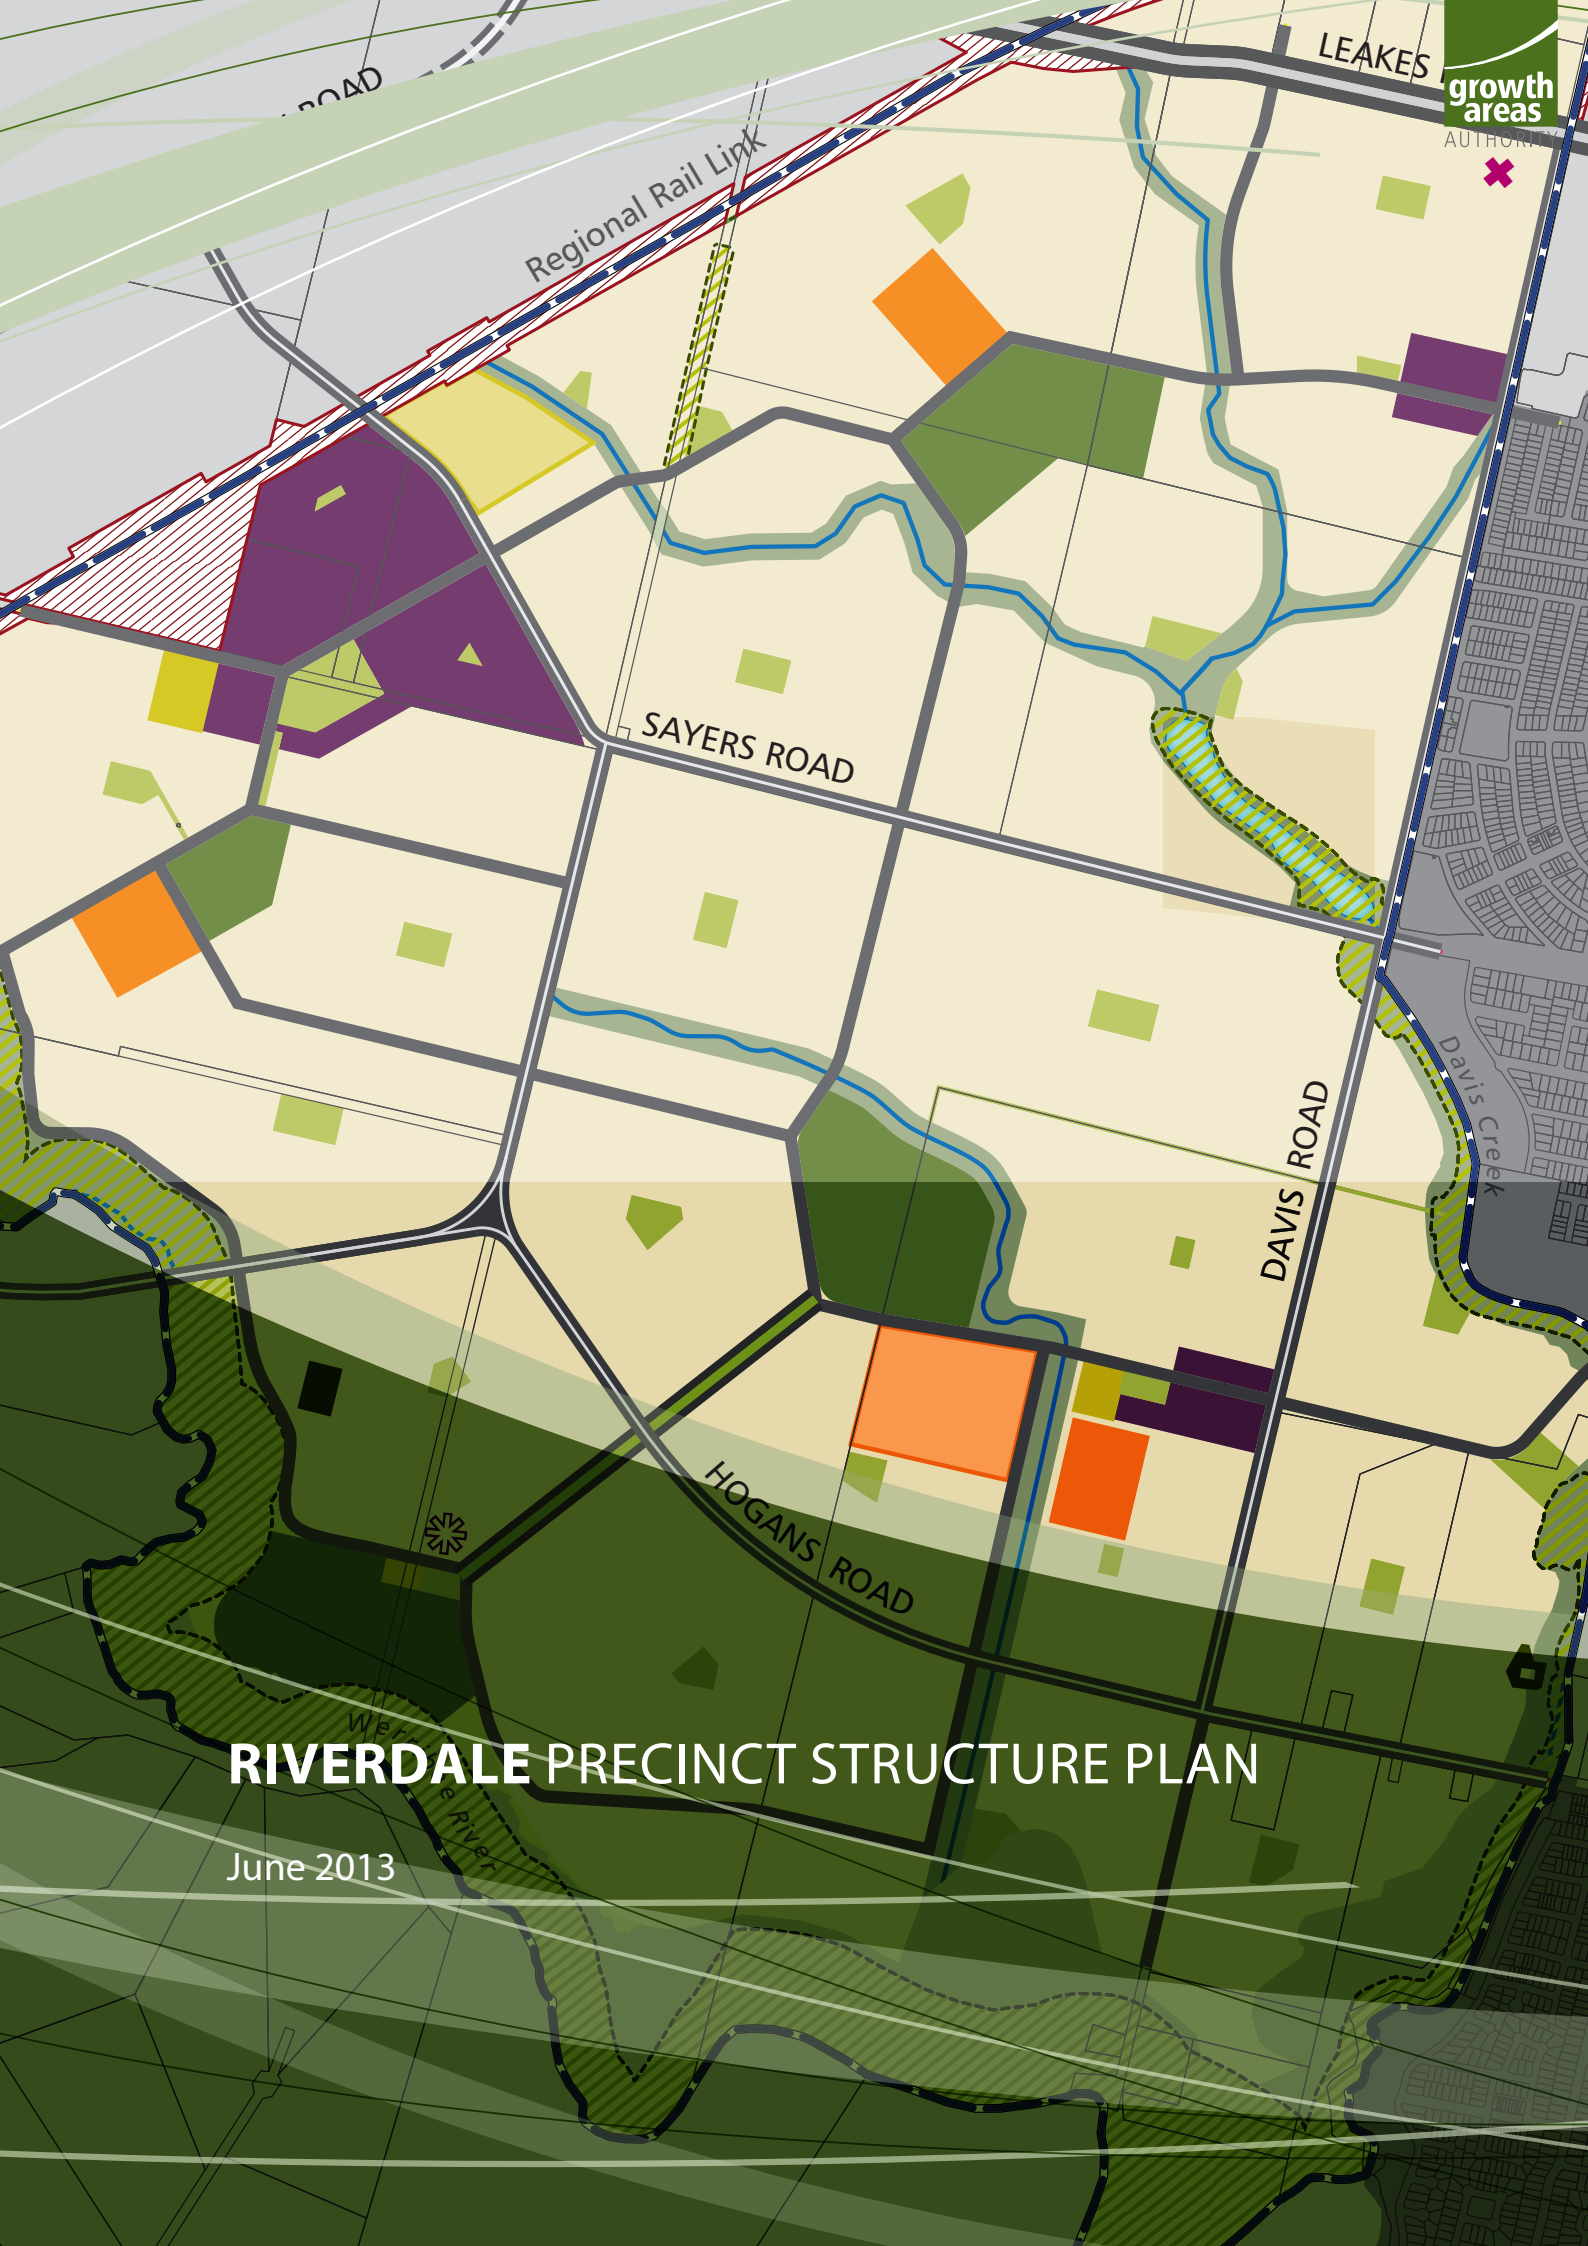 LEAKES
growth
areas
AUTHORITY
ROAD
Regional Rail Link
SAYERS ROAD
Davis Creek
DAVIS ROAD
HOGANS ROAD
RIVERDALE PRECINCT STRUCTURE PLAN
River
June 2013